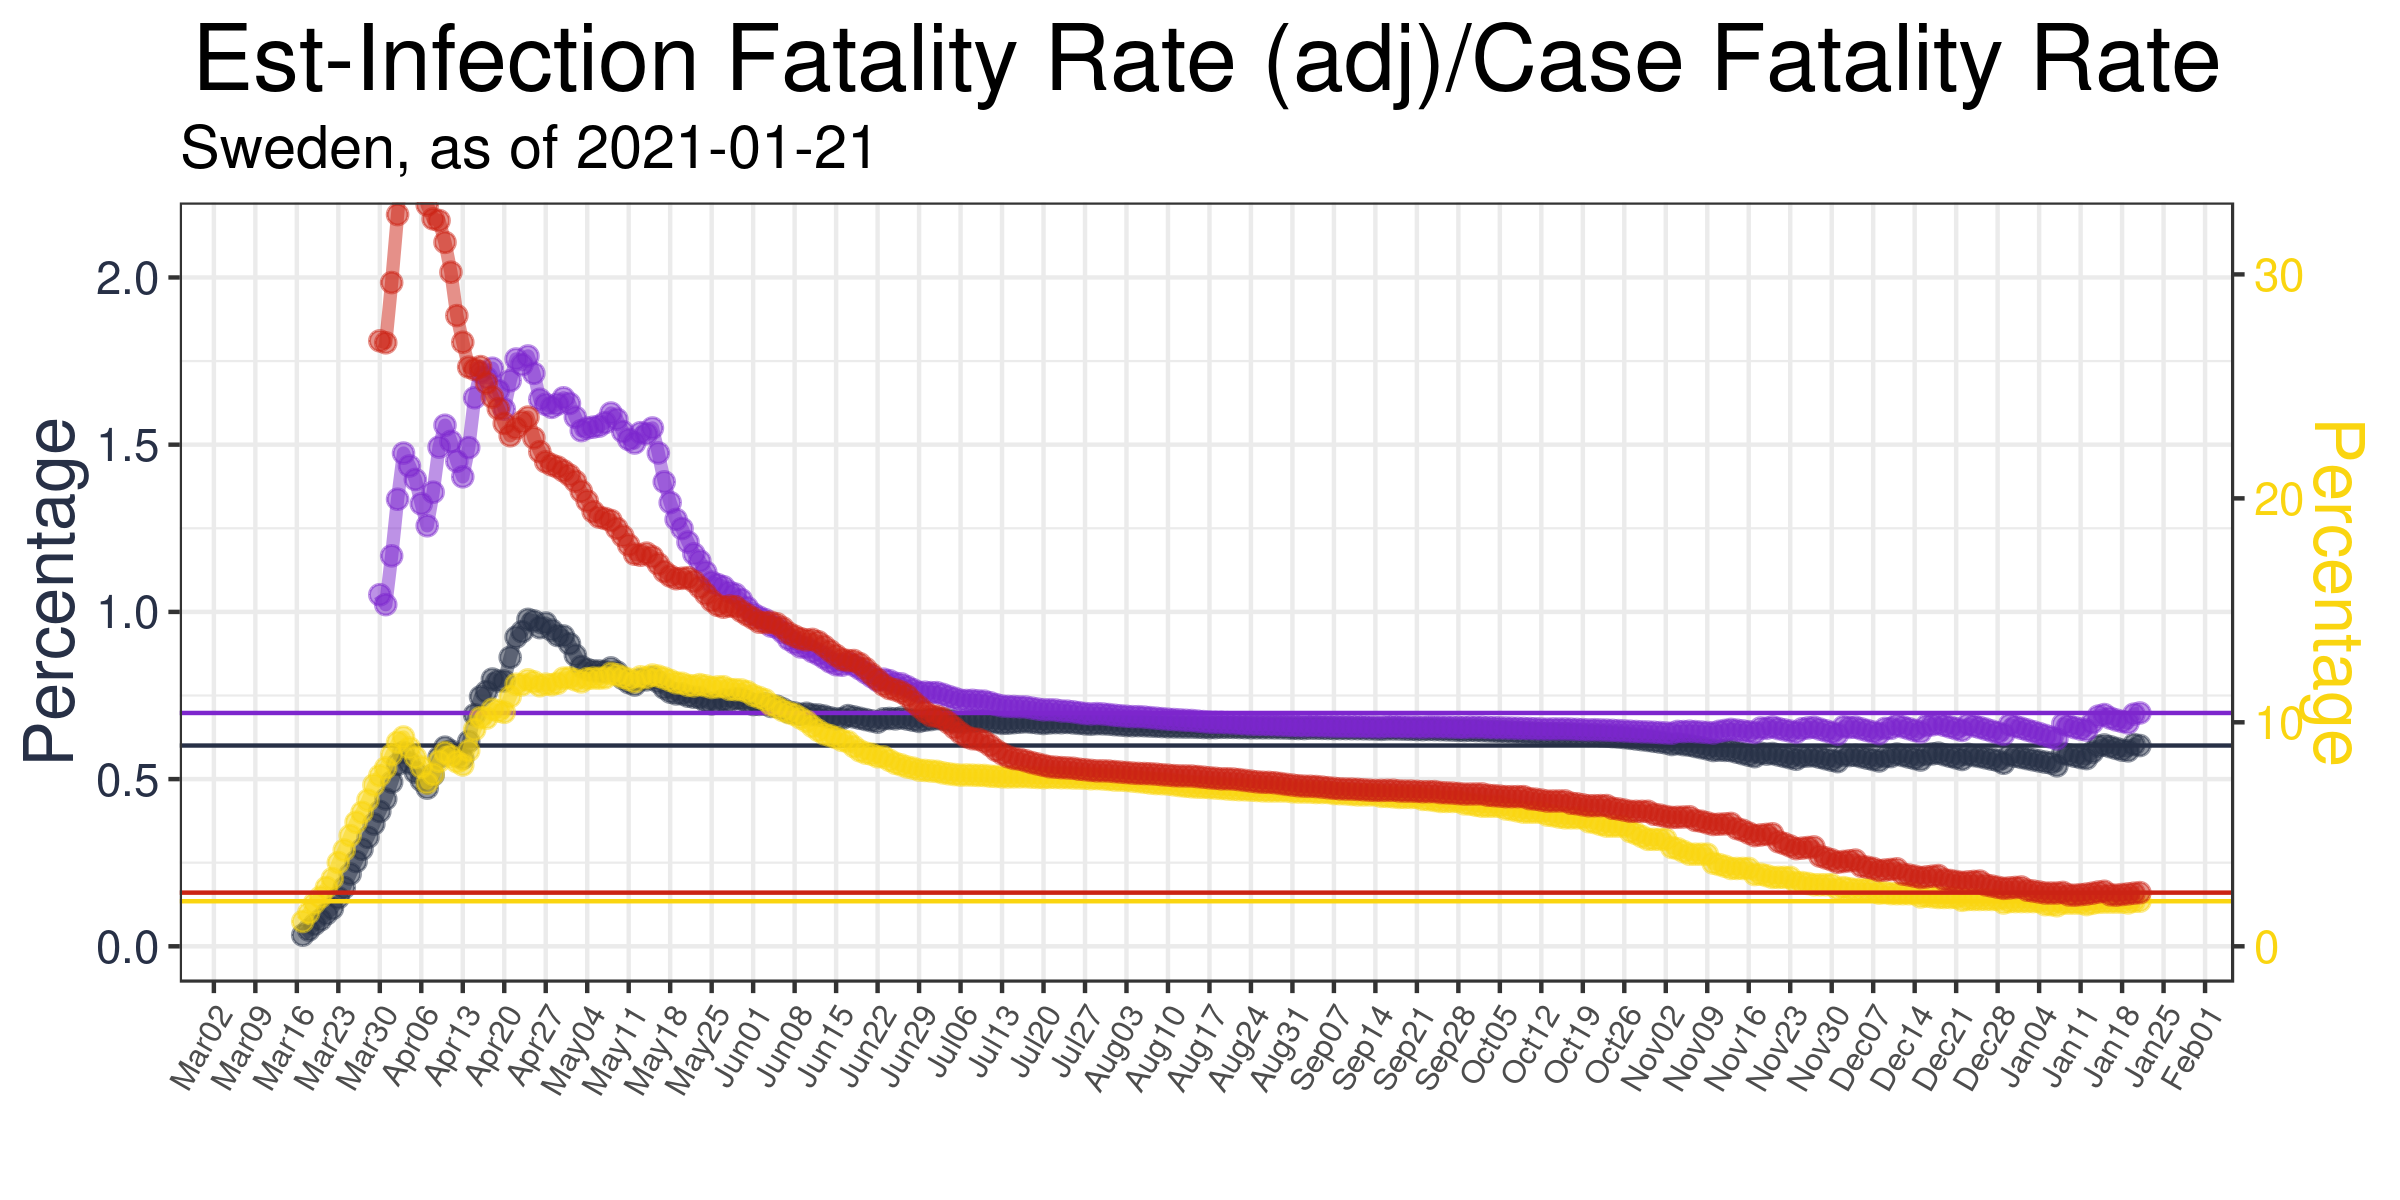 Est-Infection Fatality Rate (adj)/Case Fatality Rate
Sweden, as of 2021-01-21
Percentage
2.0
1.5
1.0
0.5
0.0
30
20
10
0
Percentage
Mar02
Mar09
Mar16
Mar23
Mar30
Apr06
Apr13
Apr20
Apr27
May04
May11
May18
May25
Jun01
Jun08
Jun15
Jun22
Jun29
Jul06
Jul13
Jul20
Jul27
Aug03
Aug10
Aug17
Aug24
Aug31
Sep07
Sep14
Sep21
Sep28
Oct05
Oct12
Oct19
Oct26
Nov02
Nov09
Nov16
Nov23
Nov30
Dec07
Dec14
Dec21
Dec28
Jan04
Jan11
Jan18
Jan25
Feb01